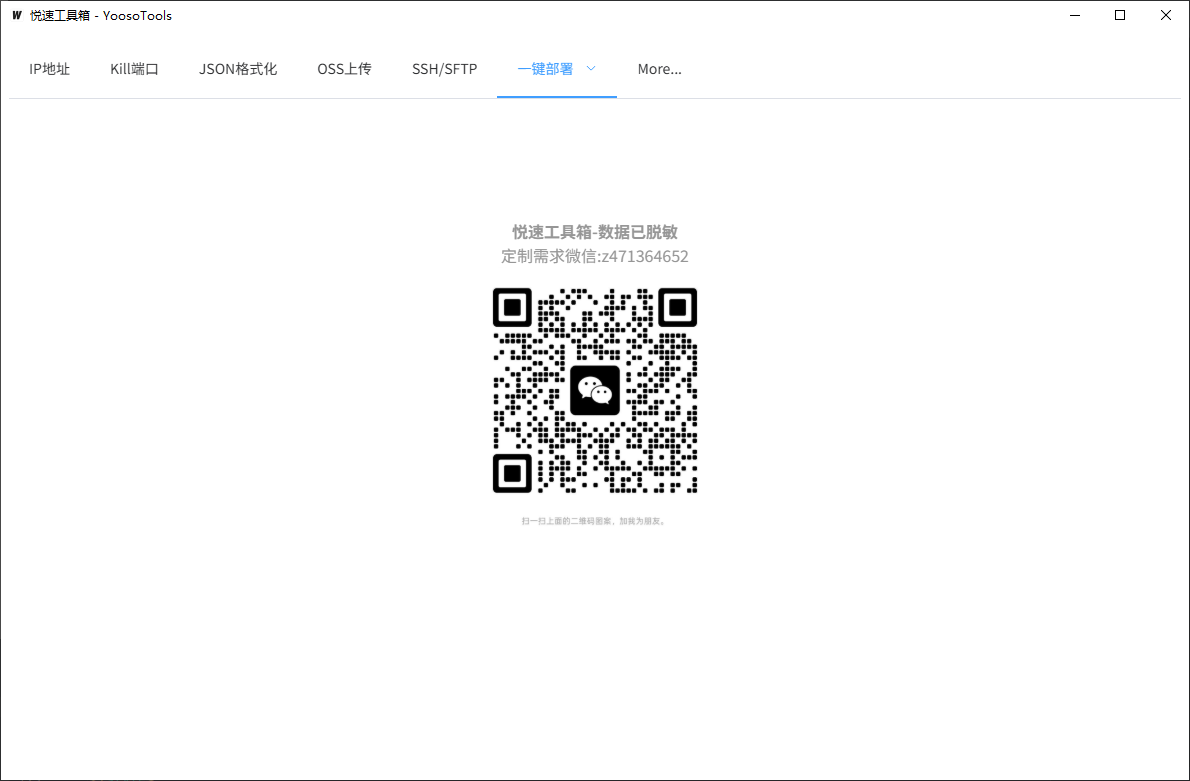 悦速工具箱 - YoosoTools
IP地址 Kill端口 JSON格式化 OSS上传 SSH/SFTP 一键部署 More...
悦速工具箱-数据已脱敏
定制需求微信:z471364652
扫一扫上面的二维码图案，加我为朋友。